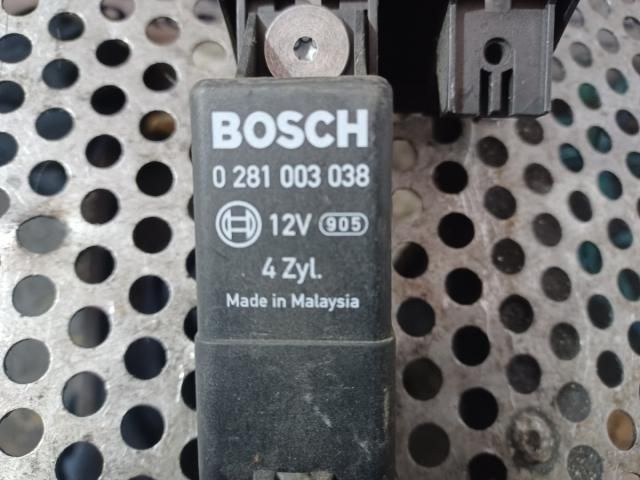 BOSCH
0 281 003 038
12V 905
4 Zyl.
Made in Malaysia